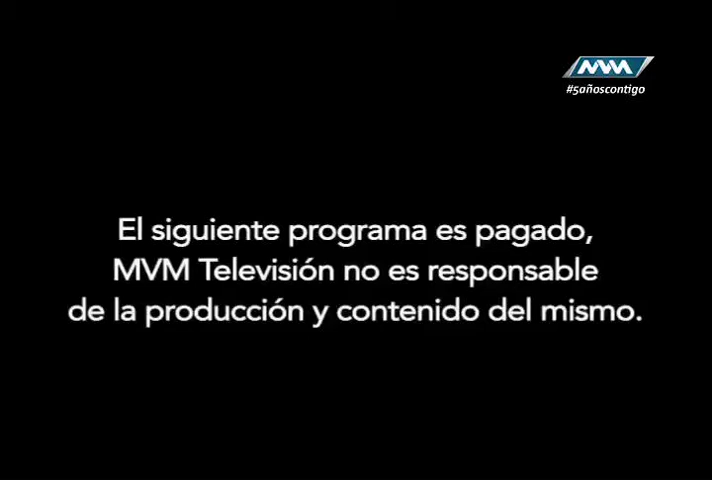 MVM
#5añoscontigo
El siguiente programa es pagado,
MVM Televisión no es responsable
de la producción y contenido del mismo.